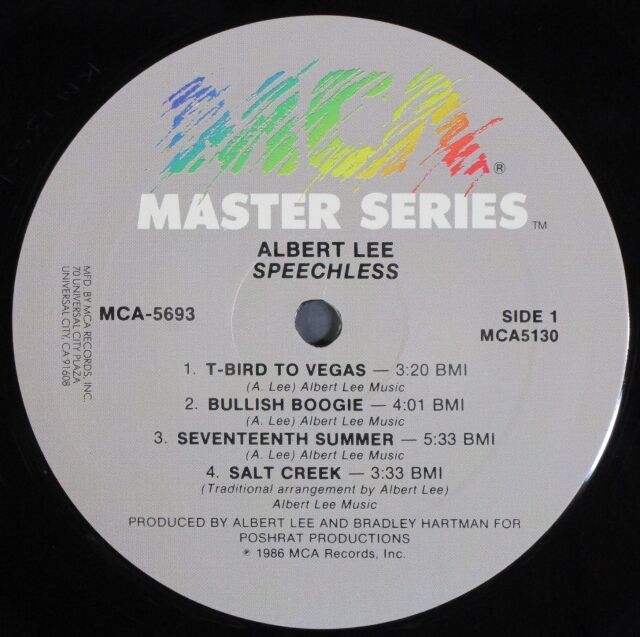 MCA®
MASTER SERIES™
ALBERT LEE
SPEECHLESS
MFD. BY MCA RECORDS, INC.
70 UNIVERSAL CITY PLAZA
UNIVERSAL CITY, CA 91608
MCA-5693
SIDE 1
MCA5130
1. T-BIRD TO VEGAS — 3:20 BMI
(A. Lee) Albert Lee Music
2. BULLISH BOOGIE — 4:01 BMI
(A. Lee) Albert Lee Music
3. SEVENTEENTH SUMMER — 5:33 BMI
(A. Lee) Albert Lee Music
4. SALT CREEK — 3:33 BMI
(Traditional arrangement by Albert Lee)
Albert Lee Music
PRODUCED BY ALBERT LEE AND BRADLEY HARTMAN FOR
POSHRAT PRODUCTIONS
℗ 1986 MCA Records, Inc.